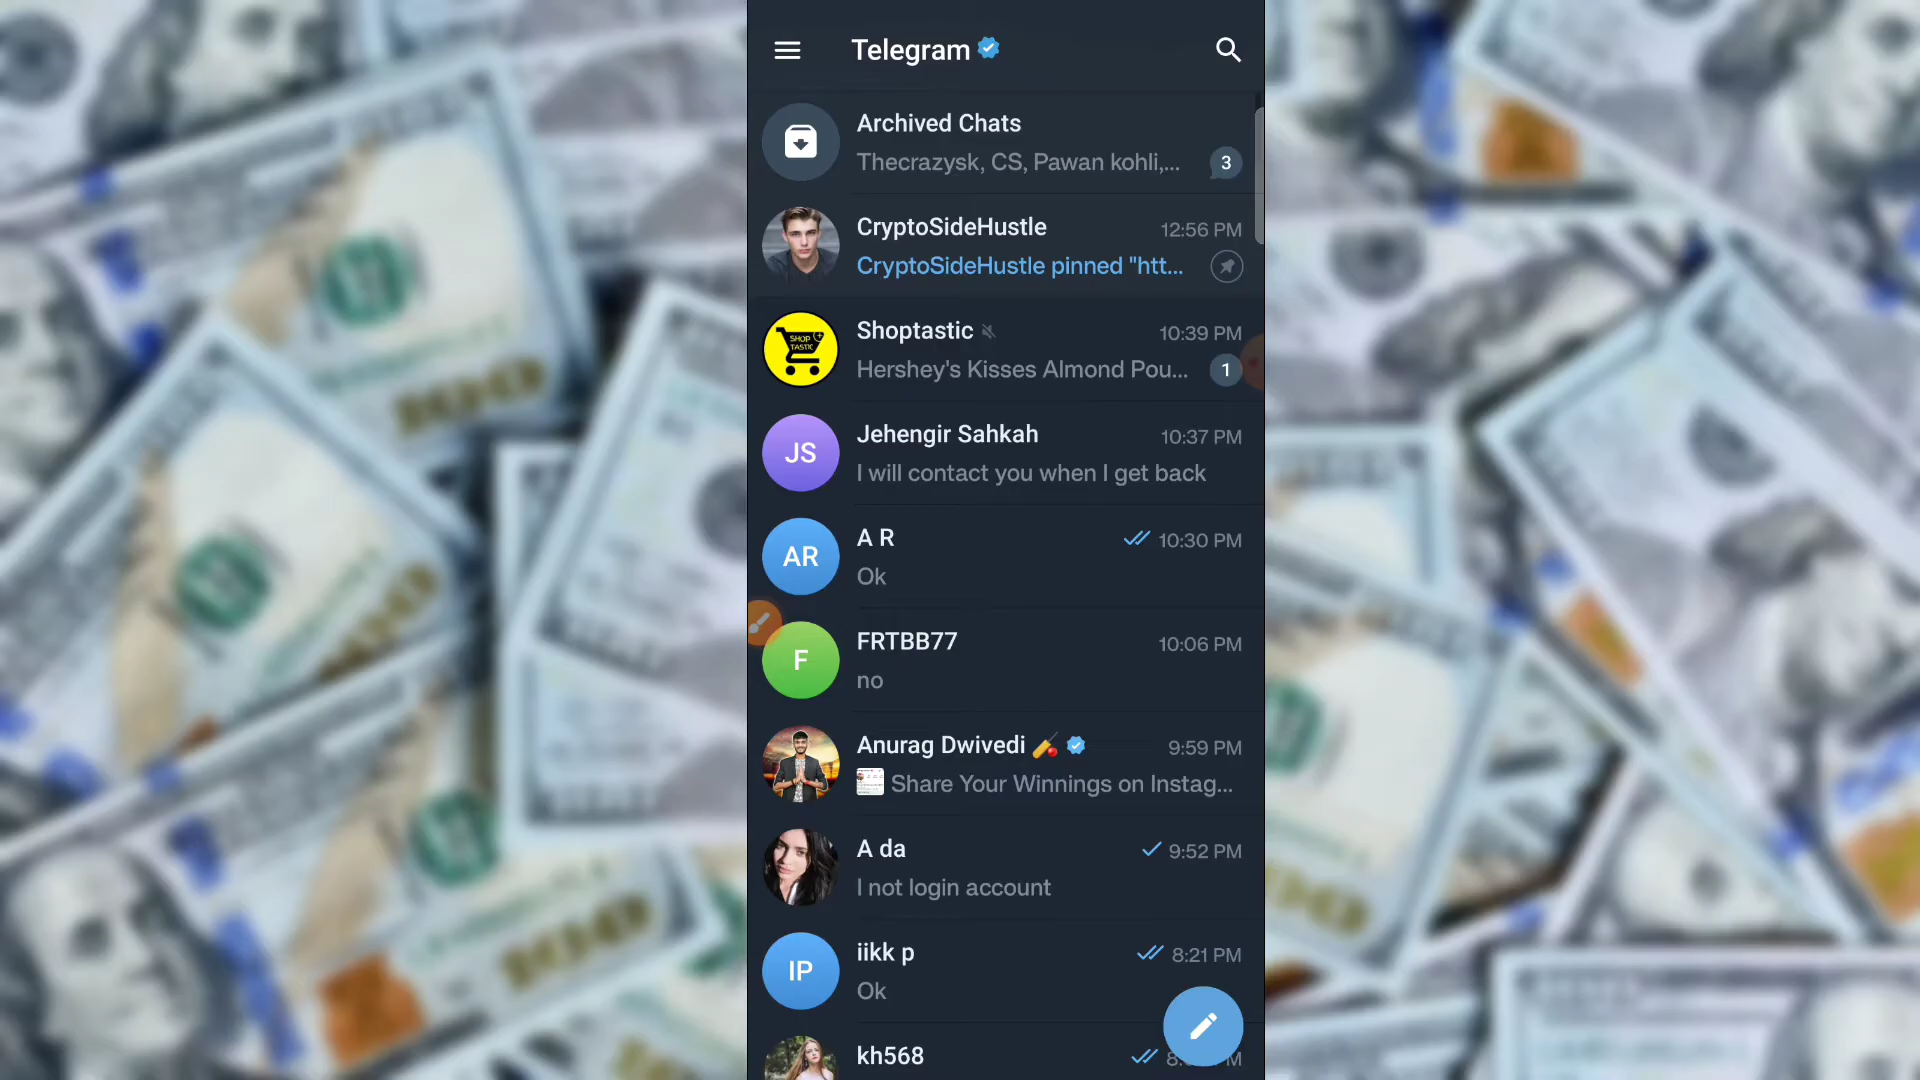 Telegram
Archived Chats
Thecrazysk, CS, Pawan kohli,...
3
CryptoSideHustle
12:56 PM
CryptoSideHustle pinned "htt...
SHOP
TASTIC
Shoptastic
10:39 PM
Hershey's Kisses Almond Pou...
1
JS
Jehengir Sahkah
10:37 PM
I will contact you when I get back
AR
A R
10:30 PM
Ok
F
FRTBB77
10:06 PM
no
Anurag Dwivedi
9:59 PM
Share Your Winnings on Instag...
A da
9:52 PM
I not login account
IP
iikk p
8:21 PM
Ok
kh568